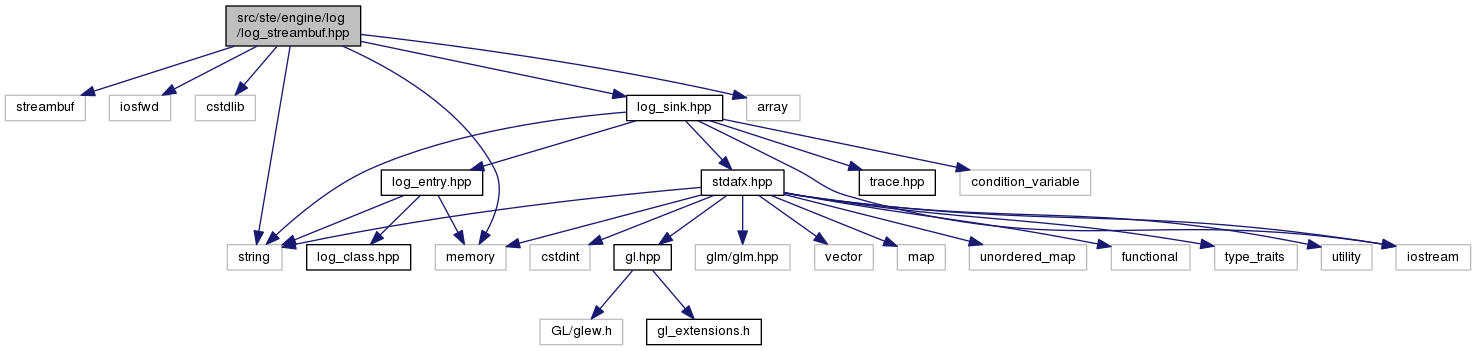 src/ste/engine/log
/log_streambuf.hpp
streambuf
iosfwd
cstdlib
log_sink.hpp
array
log_entry.hpp
stdafx.hpp
trace.hpp
condition_variable
string
log_class.hpp
memory
cstdint
gl.hpp
glm/glm.hpp
vector
map
unordered_map
functional
type_traits
utility
iostream
GL/glew.h
gl_extensions.h